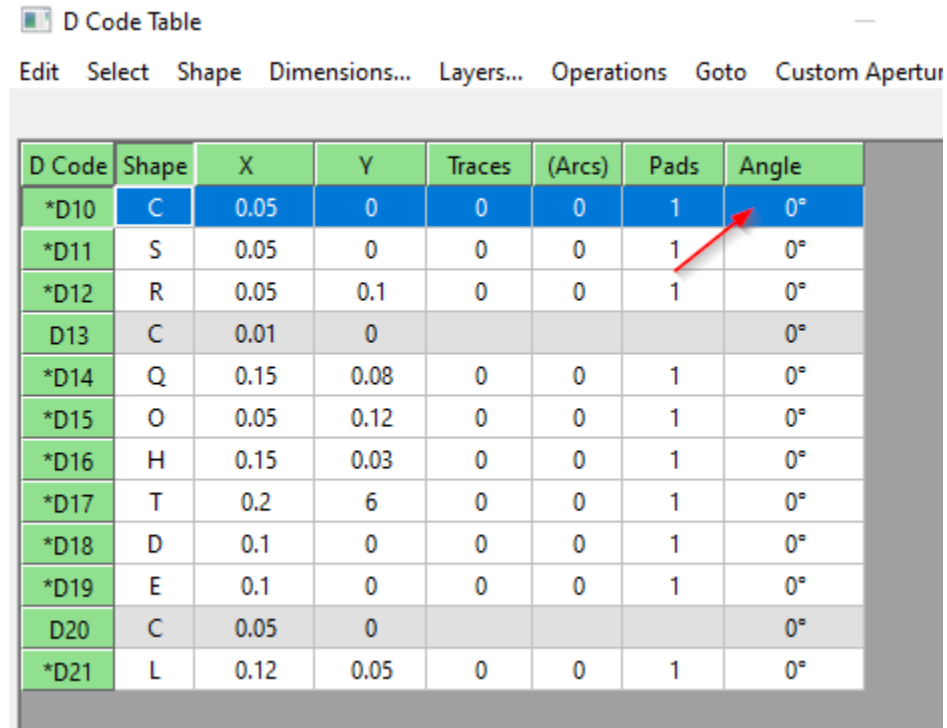 D Code Table
Edit Select Shape Dimensions... Layers... Operations Goto Custom Apertur
D Code Shape X Y Traces (Arcs) Pads Angle
*D10 C 0.05 0 0 0 1 0°
*D11 S 0.05 0 0 0 1 0°
*D12 R 0.05 0.1 0 0 1 0°
D13 C 0.01 0 0°
*D14 Q 0.15 0.08 0 0 1 0°
*D15 O 0.05 0.12 0 0 1 0°
*D16 H 0.15 0.03 0 0 1 0°
*D17 T 0.2 6 0 0 1 0°
*D18 D 0.1 0 0 0 1 0°
*D19 E 0.1 0 0 0 1 0°
D20 C 0.05 0 0°
*D21 L 0.12 0.05 0 0 1 0°